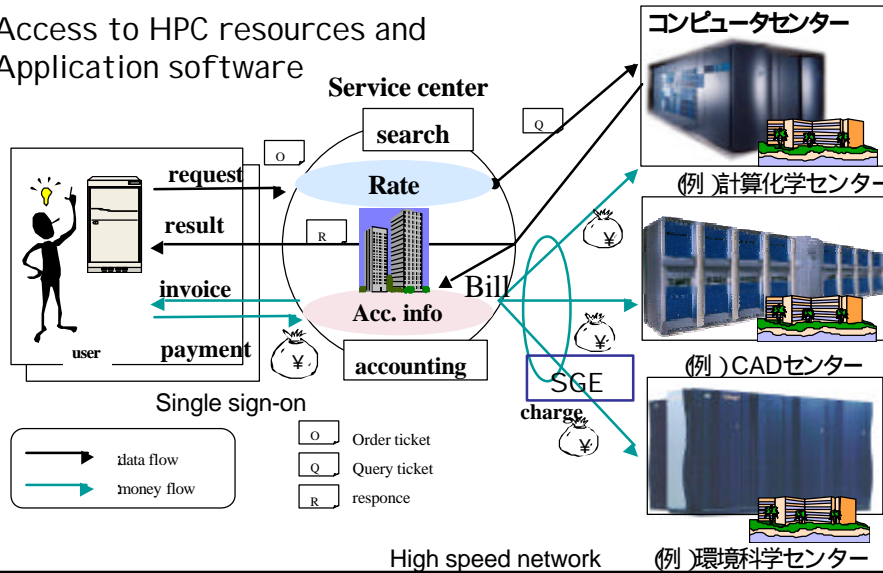 Access to HPC resources and
Application software
Service center
search
Rate
request
result
invoice
payment
user
Single sign-on
O
Q
R
Acc. info
Bill
accounting
SGE
charge
¥
¥
¥
¥
コンピュータセンター
(例)計算化学センター
(例)CADセンター
(例)環境科学センター
:data flow
:money flow
O Order ticket
Q Query ticket
R responce
High speed network